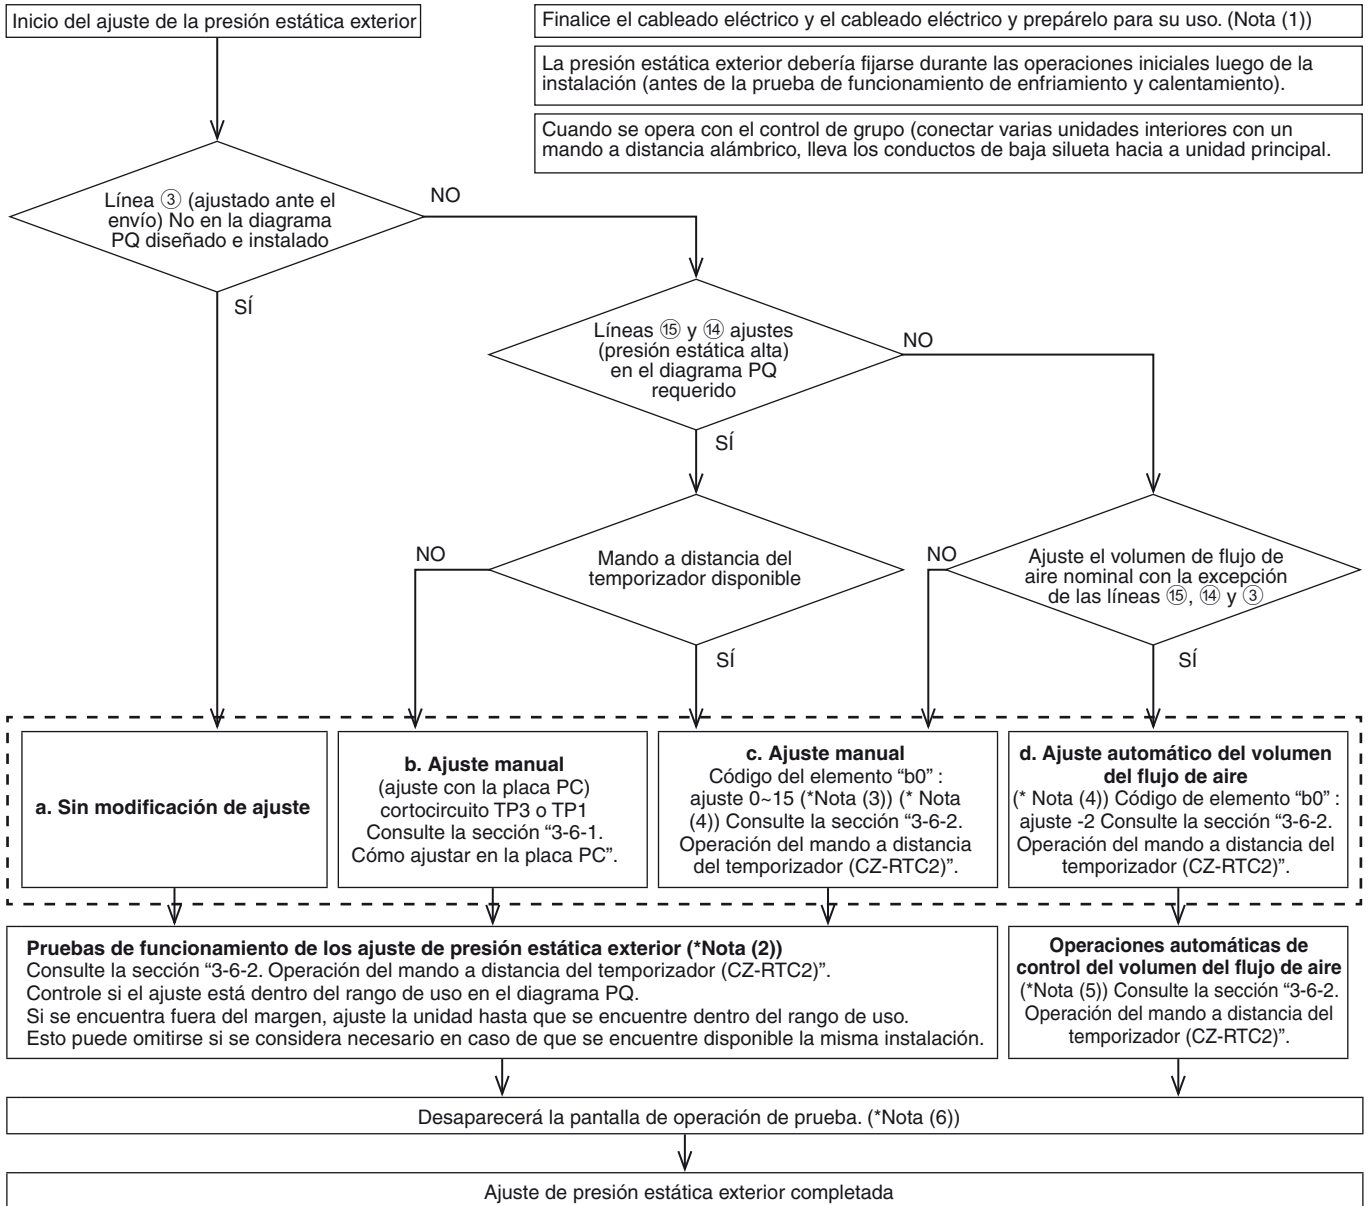 Inicio del ajuste de la presión estática exterior
Finalice el cableado eléctrico y el cableado eléctrico y prepárelo para su uso. (Nota (1))
La presión estática exterior debería fijarse durante las operaciones iniciales luego de la
instalación (antes de la prueba de funcionamiento de enfriamiento y calentamiento).
Cuando se opera con el control de grupo (conectar varias unidades interiores con un
mando a distancia alámbrico, lleva los conductos de baja silueta hacia a unidad principal.
Línea ③ (ajustado ante el
envío) No en la diagrama
PQ diseñado e instalado
NO
SÍ
Líneas ⑮ y ⑭ ajustes
(presión estática alta)
en el diagrama PQ
requerido
NO
SÍ
Mando a distancia del
temporizador disponible
NO
SÍ
Ajuste el volumen de flujo de
aire nominal con la excepción
de las líneas ⑮, ⑭ y ③
NO
SÍ
a. Sin modificación de ajuste
b. Ajuste manual
(ajuste con la placa PC)
cortocircuito TP3 o TP1
Consulte la sección “3-6-1.
Cómo ajustar en la placa PC”.
c. Ajuste manual
Código del elemento “b0” :
ajuste 0~15 (*Nota (3)) (* Nota
(4)) Consulte la sección “3-6-2.
Operación del mando a distancia
del temporizador (CZ-RTC2)”.
d. Ajuste automático del volumen
del flujo de aire
(* Nota (4)) Código de elemento “b0” :
ajuste -2 Consulte la sección “3-6-2.
Operación del mando a distancia del
temporizador (CZ-RTC2)”.
Pruebas de funcionamiento de los ajuste de presión estática exterior (*Nota (2))
Consulte la sección “3-6-2. Operación del mando a distancia del temporizador (CZ-RTC2)”.
Controle si el ajuste está dentro del rango de uso en el diagrama PQ.
Si se encuentra fuera del margen, ajuste la unidad hasta que se encuentre dentro del rango de uso.
Esto puede omitirse si se considera necesario en caso de que se encuentre disponible la misma instalación.
Operaciones automáticas de
control del volumen del flujo de aire
(*Nota (5)) Consulte la sección “3-6-2.
Operación del mando a distancia del
temporizador (CZ-RTC2)”.
Desaparecerá la pantalla de operación de prueba. (*Nota (6))
Ajuste de presión estática exterior completada